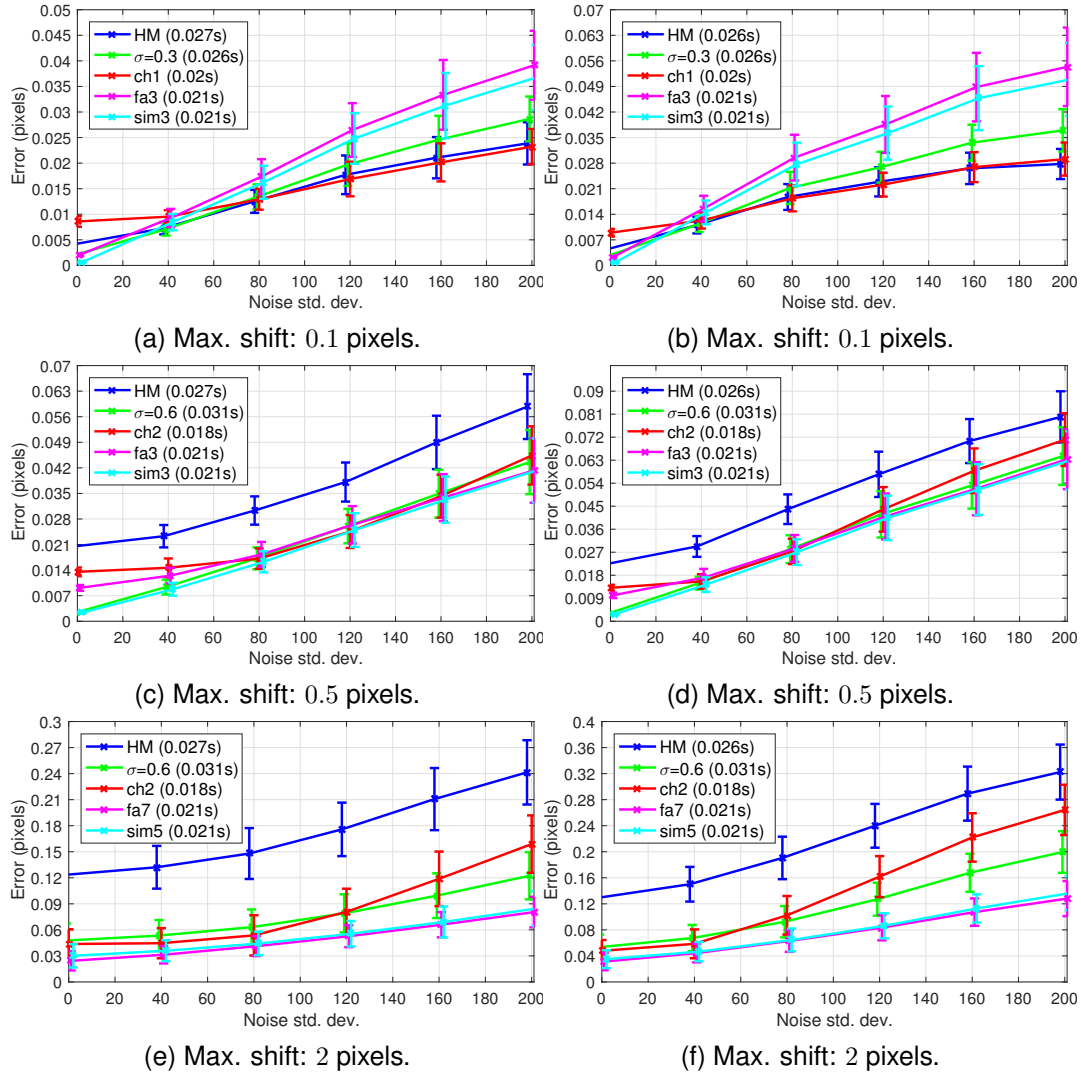 0.05
0.045
0.04
0.035
0.03
0.025
0.02
0.015
0.01
0.005
0
Error (pixels)
HM (0.027s)
σ=0.3 (0.026s)
ch1 (0.02s)
fa3 (0.021s)
sim3 (0.021s)
0 20 40 60 80 100 120 140 160 180 200
Noise std. dev.
(a) Max. shift: 0.1 pixels.
0.07
0.063
0.056
0.049
0.042
0.035
0.028
0.021
0.014
0.007
0
Error (pixels)
HM (0.026s)
σ=0.3 (0.026s)
ch1 (0.02s)
fa3 (0.021s)
sim3 (0.021s)
0 20 40 60 80 100 120 140 160 180 200
Noise std. dev.
(b) Max. shift: 0.1 pixels.
0.07
0.063
0.056
0.049
0.042
0.035
0.028
0.021
0.014
0.007
0
Error (pixels)
HM (0.027s)
σ=0.6 (0.031s)
ch2 (0.018s)
fa3 (0.021s)
sim3 (0.021s)
0 20 40 60 80 100 120 140 160 180 200
Noise std. dev.
(c) Max. shift: 0.5 pixels.
0.09
0.081
0.072
0.063
0.054
0.045
0.036
0.027
0.018
0.009
0
Error (pixels)
HM (0.026s)
σ=0.6 (0.031s)
ch2 (0.018s)
fa3 (0.021s)
sim3 (0.021s)
0 20 40 60 80 100 120 140 160 180 200
Noise std. dev.
(d) Max. shift: 0.5 pixels.
0.3
0.27
0.24
0.21
0.18
0.15
0.12
0.09
0.06
0.03
0
Error (pixels)
HM (0.027s)
σ=0.6 (0.031s)
ch2 (0.018s)
fa7 (0.021s)
sim5 (0.021s)
0 20 40 60 80 100 120 140 160 180 200
Noise std. dev.
(e) Max. shift: 2 pixels.
0.4
0.36
0.32
0.28
0.24
0.2
0.16
0.12
0.08
0.04
0
Error (pixels)
HM (0.026s)
σ=0.6 (0.031s)
ch2 (0.018s)
fa7 (0.021s)
sim5 (0.021s)
0 20 40 60 80 100 120 140 160 180 200
Noise std. dev.
(f) Max. shift: 2 pixels.